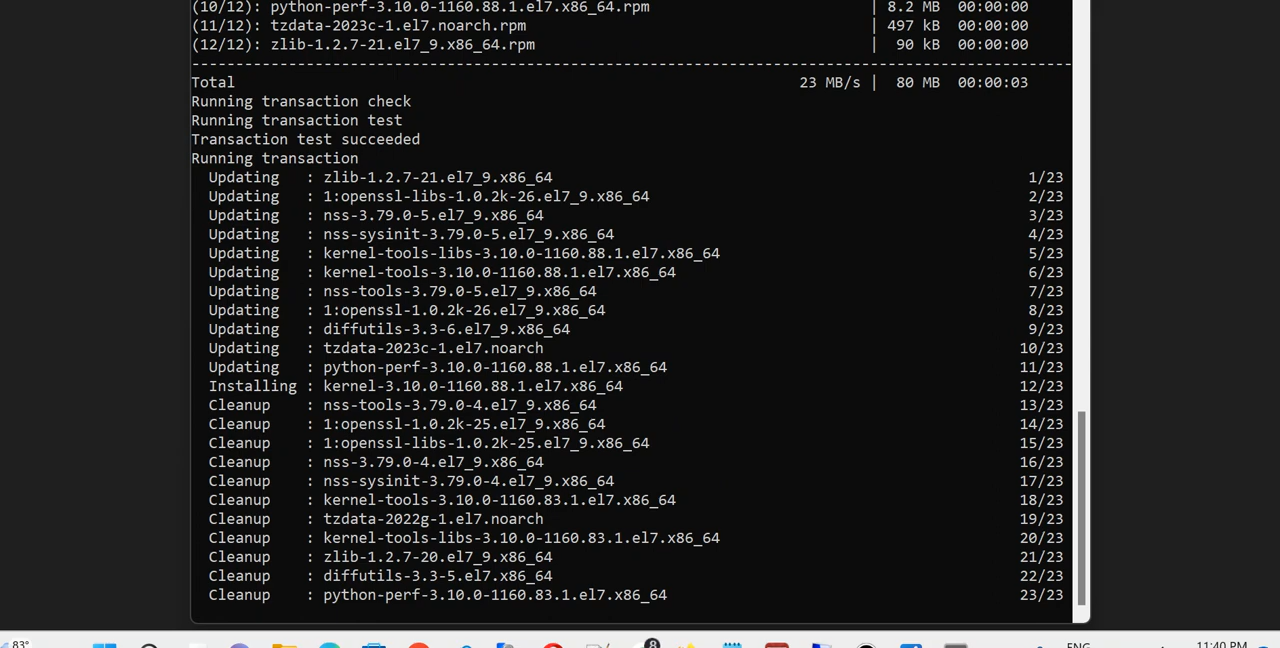 (10/12): python-perf-3.10.0-1160.88.1.el7.x86_64.rpm | 8.2 MB 00:00:00
(11/12): tzdata-2023c-1.el7.noarch.rpm | 497 kB 00:00:00
(12/12): zlib-1.2.7-21.el7_9.x86_64.rpm | 90 kB 00:00:00
----------------------------------------------------------------------------------------------------
Total 23 MB/s | 80 MB 00:00:03
Running transaction check
Running transaction test
Transaction test succeeded
Running transaction
Updating : zlib-1.2.7-21.el7_9.x86_64 1/23
Updating : 1:openssl-libs-1.0.2k-26.el7_9.x86_64 2/23
Updating : nss-3.79.0-5.el7_9.x86_64 3/23
Updating : nss-sysinit-3.79.0-5.el7_9.x86_64 4/23
Updating : kernel-tools-libs-3.10.0-1160.88.1.el7.x86_64 5/23
Updating : kernel-tools-3.10.0-1160.88.1.el7.x86_64 6/23
Updating : nss-tools-3.79.0-5.el7_9.x86_64 7/23
Updating : 1:openssl-1.0.2k-26.el7_9.x86_64 8/23
Updating : diffutils-3.3-6.el7_9.x86_64 9/23
Updating : tzdata-2023c-1.el7.noarch 10/23
Updating : python-perf-3.10.0-1160.88.1.el7.x86_64 11/23
Installing : kernel-3.10.0-1160.88.1.el7.x86_64 12/23
Cleanup : nss-tools-3.79.0-4.el7_9.x86_64 13/23
Cleanup : 1:openssl-1.0.2k-25.el7_9.x86_64 14/23
Cleanup : 1:openssl-libs-1.0.2k-25.el7_9.x86_64 15/23
Cleanup : nss-3.79.0-4.el7_9.x86_64 16/23
Cleanup : nss-sysinit-3.79.0-4.el7_9.x86_64 17/23
Cleanup : kernel-tools-3.10.0-1160.83.1.el7.x86_64 18/23
Cleanup : tzdata-2022g-1.el7.noarch 19/23
Cleanup : kernel-tools-libs-3.10.0-1160.83.1.el7.x86_64 20/23
Cleanup : zlib-1.2.7-20.el7_9.x86_64 21/23
Cleanup : diffutils-3.3-5.el7.x86_64 22/23
Cleanup : python-perf-3.10.0-1160.83.1.el7.x86_64 23/23
83° 8 ENG 11:40 PM